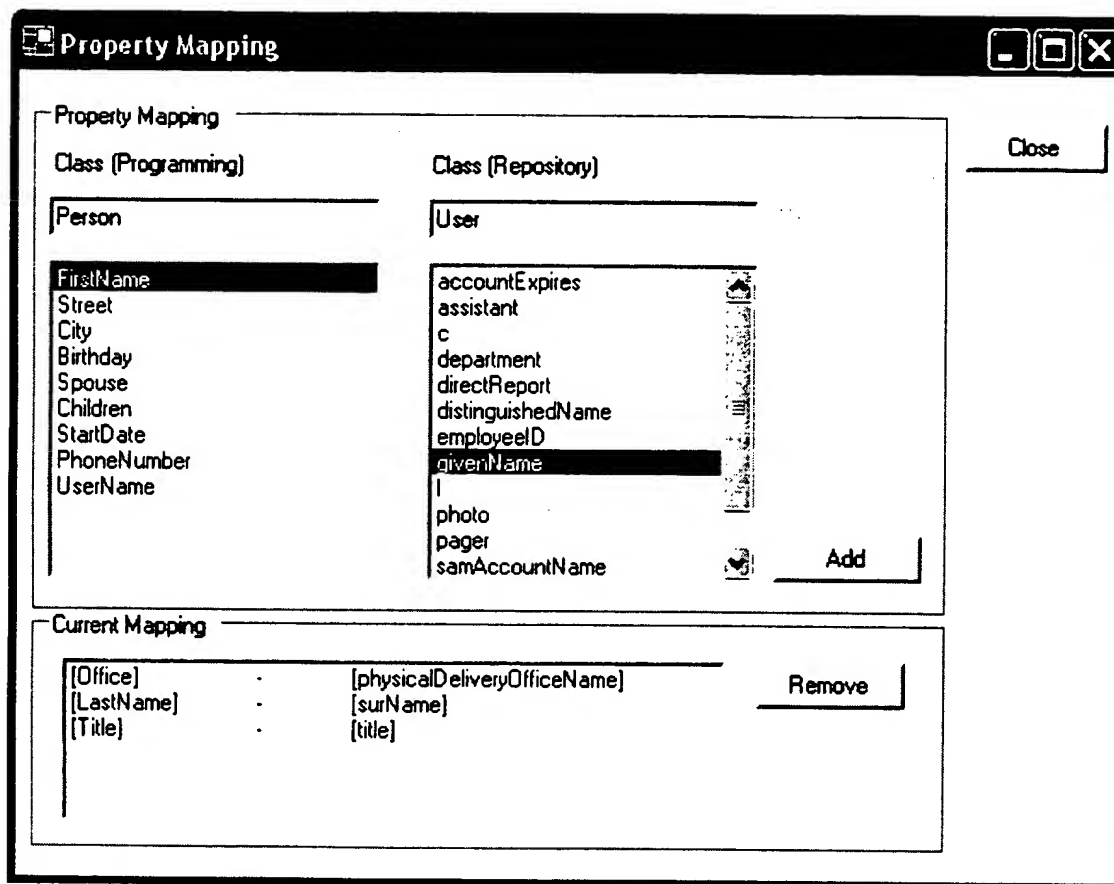 Property Mapping
Property Mapping
Close
Class (Programming)
Class (Repository)
Person
User
FirstName
Street
City
Birthday
Spouse
Children
StartDate
PhoneNumber
UserName
accountExpires
assistant
c
department
directReport
distinguishedName
employeeID
givenName
l
photo
pager
samAccountName
Add
Current Mapping
[Office] - [physicalDeliveryOfficeName]
[LastName] - [surName]
[Title] - [title]
Remove